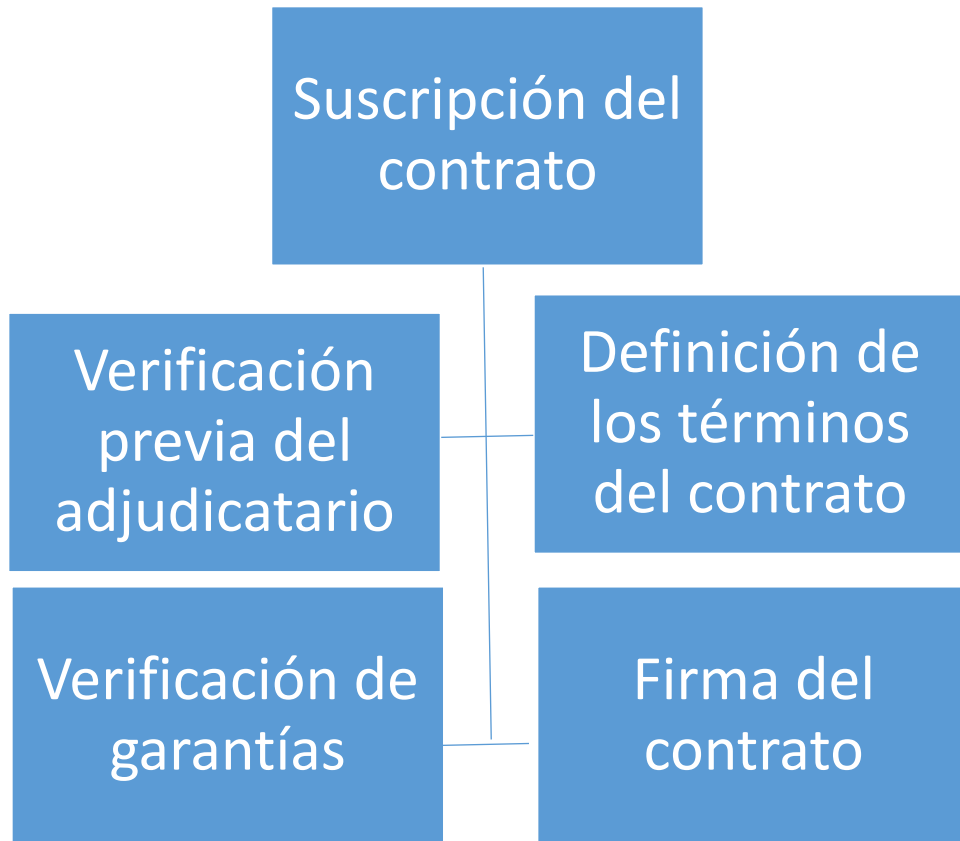 Suscripción del
contrato
Verificación
previa del
adjudicatario
Definición de
los términos
del contrato
Verificación de
garantías
Firma del
contrato